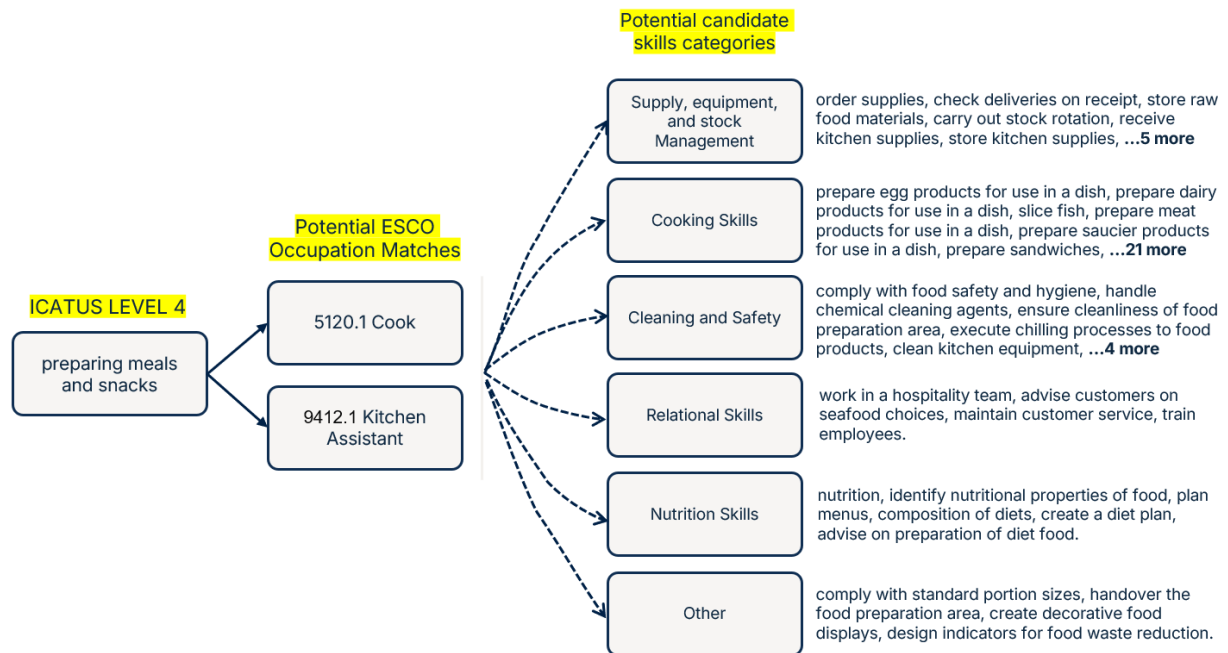 Potential candidate
skills categories
Supply, equipment,
and stock
Management
order supplies, check deliveries on receipt, store raw
food materials, carry out stock rotation, receive
kitchen supplies, store kitchen supplies, ...5 more
Cooking Skills
prepare egg products for use in a dish, prepare dairy
products for use in a dish, slice fish, prepare meat
products for use in a dish, prepare saucier products
for use in a dish, prepare sandwiches, ...21 more
Potential ESCO
Occupation Matches
ICATUS LEVEL 4
preparing meals
and snacks
5120.1 Cook
9412.1 Kitchen
Assistant
Cleaning and Safety
comply with food safety and hygiene, handle
chemical cleaning agents, ensure cleanliness of food
preparation area, execute chilling processes to food
products, clean kitchen equipment, ...4 more
Relational Skills
work in a hospitality team, advise customers on
seafood choices, maintain customer service, train
employees.
Nutrition Skills
nutrition, identify nutritional properties of food, plan
menus, composition of diets, create a diet plan,
advise on preparation of diet food.
Other
comply with standard portion sizes, handover the
food preparation area, create decorative food
displays, design indicators for food waste reduction.